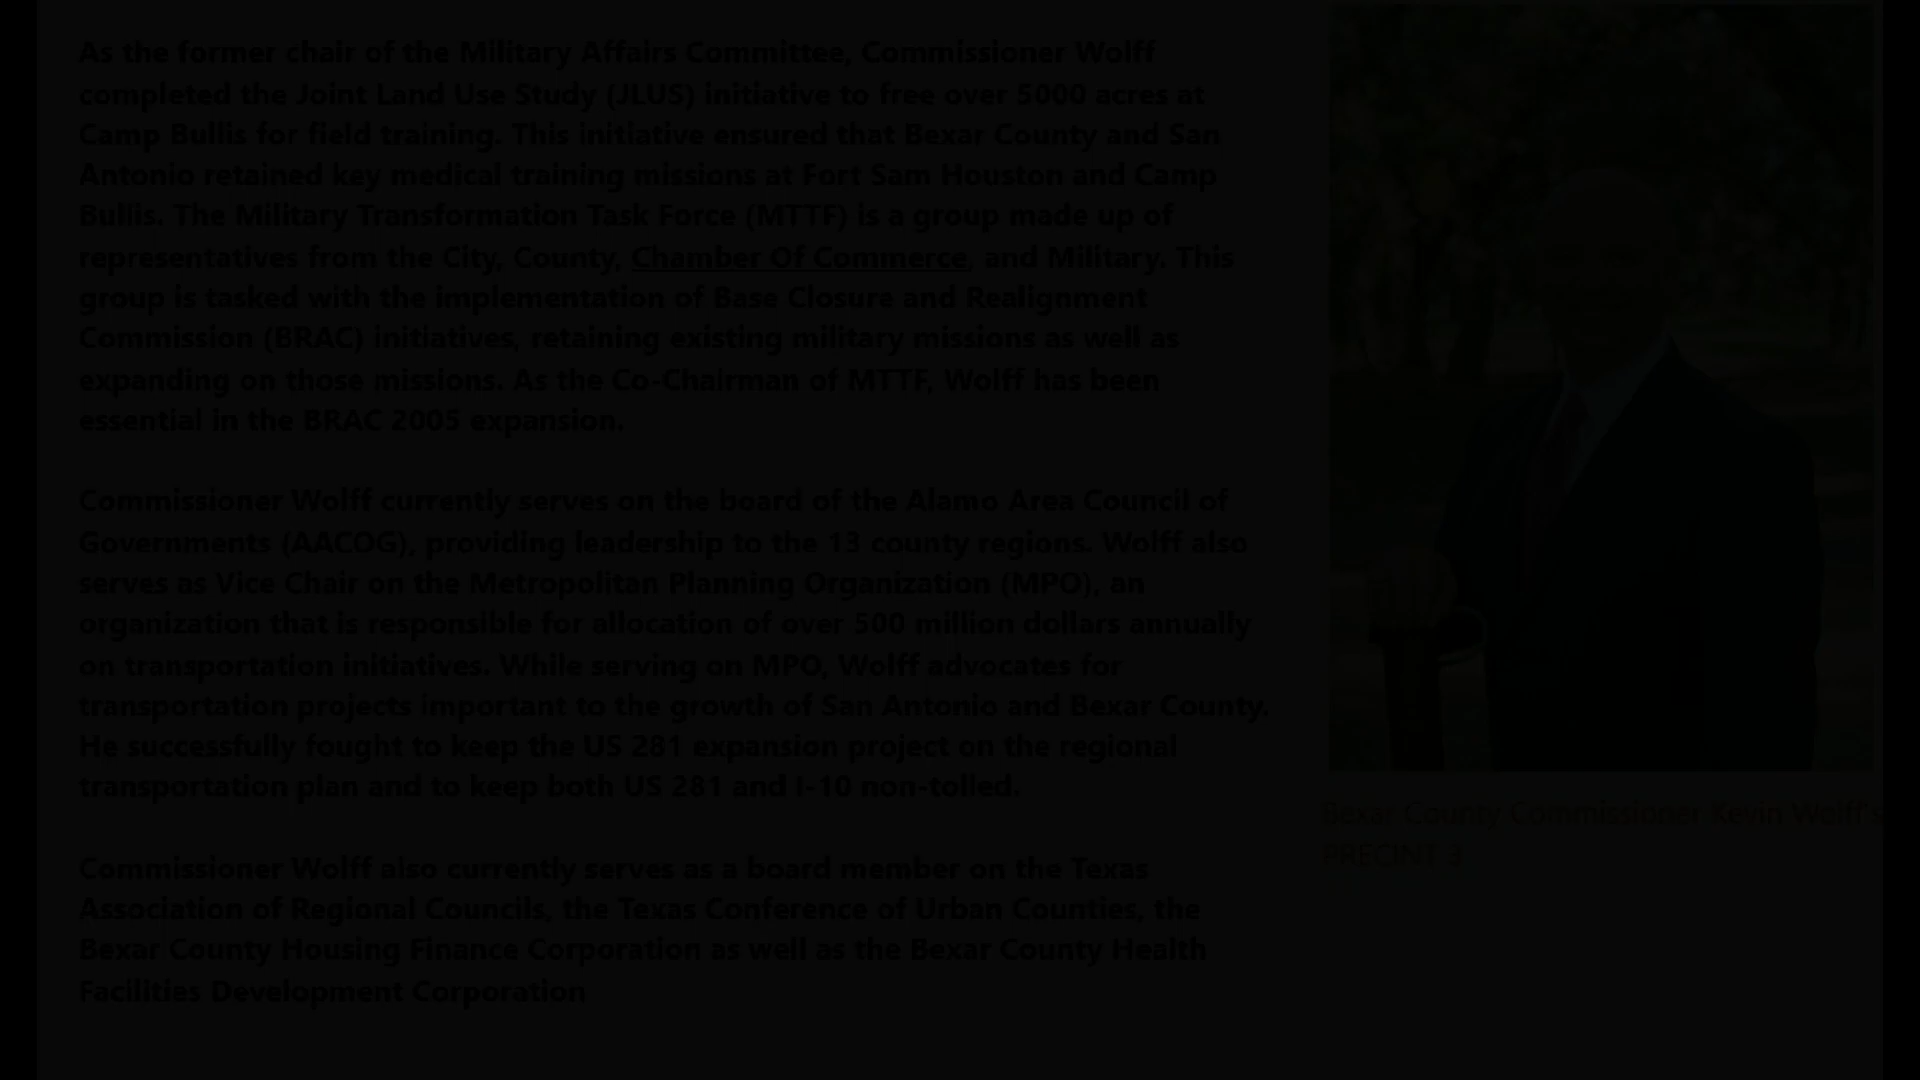 As the former chair of the Military Affairs Committee, Commissioner Wolff
completed the Joint Land Use Study (JLUS) initiative to free over 5000 acres at
Camp Bullis for field training. This initiative ensured that Bexar County and San
Antonio retained key medical training missions at Fort Sam Houston and Camp
Bullis. The Military Transformation Task Force (MTTF) is a group made up of
representatives from the City, County, Chamber Of Commerce, and Military. This
group is tasked with the implementation of Base Closure and Realignment
Commission (BRAC) initiatives, retaining existing military missions as well as
expanding on those missions. As the Co-Chairman of MTTF, Wolff has been
essential in the BRAC 2005 expansion.
Commissioner Wolff currently serves on the board of the Alamo Area Council of
Governments (AACOG), providing leadership to the 13 county regions. Wolff also
serves as Vice Chair on the Metropolitan Planning Organization (MPO), an
organization that is responsible for allocation of over 500 million dollars annually
on transportation initiatives. While serving on MPO, Wolff advocates for
transportation projects important to the growth of San Antonio and Bexar County.
He successfully fought to keep the US 281 expansion project on the regional
transportation plan and to keep both US 281 and I-10 non-tolled.
Commissioner Wolff also currently serves as a board member on the Texas
Association of Regional Councils, the Texas Conference of Urban Counties, the
Bexar County Housing Finance Corporation as well as the Bexar County Health
Facilities Development Corporation
Bexar County Commissioner Kevin Wolff's
PRECINT 3